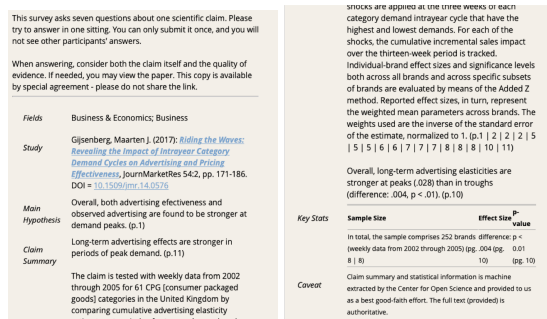 This survey asks seven questions about one scientific claim. Please
try to answer in one sitting. You can only submit it once, and you will
not see other participants' answers.
When answering, consider both the claim itself and the quality of
evidence. If needed, you may view the paper. This copy is available
by special agreement - please do not share the link.
Fields Business & Economics; Business
Study
Gijsenberg, Maarten J. (2017): Riding the Waves:
Revealing the Impact of Intrayear Category
Demand Cycles on Advertising and Pricing
Effectiveness, JournMarketRes 54:2, pp. 171-186.
DOI = 10.1509/jmr.14.0576
Main
Hypothesis
Overall, both advertising efectiveness and
observed advertising are found to be stronger at
demand peaks. (p.1)
Claim
Summary
Long-term advertising effects are stronger in
periods of peak demand. (p.11)
The claim is tested with weekly data from 2002
through 2005 for 61 CPG [consumer packaged
goods] categories in the United Kingdom by
comparing cumulative advertising elasticity
shocks are applied at the three weeks of each
category demand intrayear cycle that have the
highest and lowest demands. For each of the
shocks, the cumulative incremental sales impact
over the thirteen-week period is tracked.
Individual-brand effect sizes and significance levels
both across all brands and across specific subsets
of brands are evaluated by means of the Added Z
method. Reported effect sizes, in turn, represent
the weighted mean parameters across brands. The
weights used are the inverse of the standard error
of the estimate, normalized to 1. (p.1 | 2 | 2 | 2 | 5
| 5 | 5 | 6 | 6 | 7 | 7 | 7 | 8 | 8 | 8 | 10 | 11)
Overall, long-term advertising elasticities are
stronger at peaks (.028) than in troughs
(difference: .004, p < .01). (p.10)
Key Stats
Sample Size Effect Size p-value
In total, the sample comprises 252 brands difference: p <
(weekly data from 2002 through 2005) (pg. .004 (pg. 0.01
8 | 8) 10) (pg. 10)
Caveat
Claim summary and statistical information is machine
extracted by the Center for Open Science and provided to us
as a best good-faith effort. The full text (provided) is
authoritative.